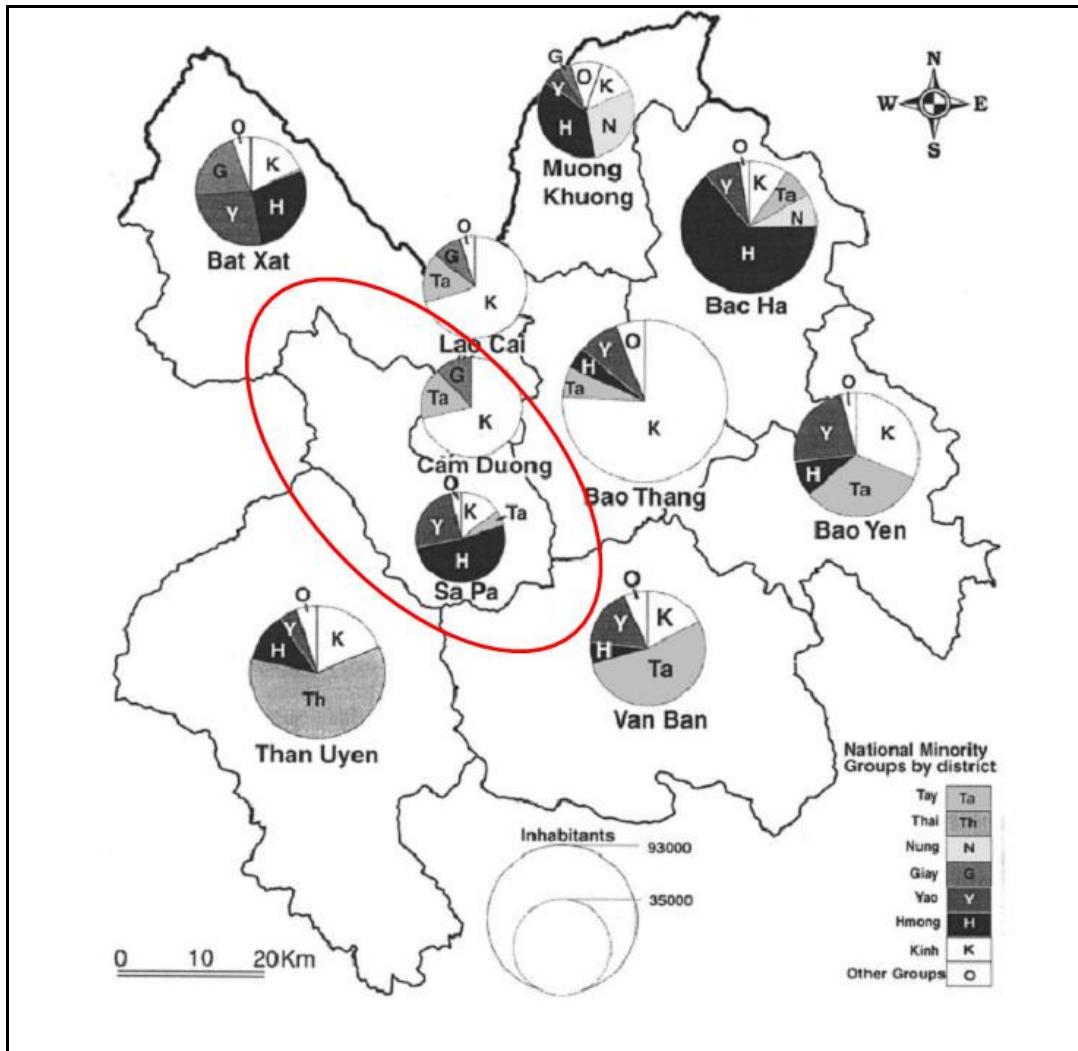 N
W E
S
G O K
Y
H N
Muong
Khuong
O
G K
Y H
Bat Xat
O
Y K Ta
N
H
Bac Ha
O
G
Ta K
Lao Cai
G
Ta K
Cam Duong
O
Y K Ta
H
Sa Pa
O
Y
H
Ta
K
Bao Thang
O
Y K
H Ta
Bao Yen
O
Y K
H
Th
Than Uyen
O
Y K
H
Ta
Van Ban
National Minority
Groups by district
Tay Ta
Thai Th
Nung N
Giay G
Yao Y
Hmong H
Kinh K
Other Groups O
Inhabitants
93000
35000
0 10 20Km